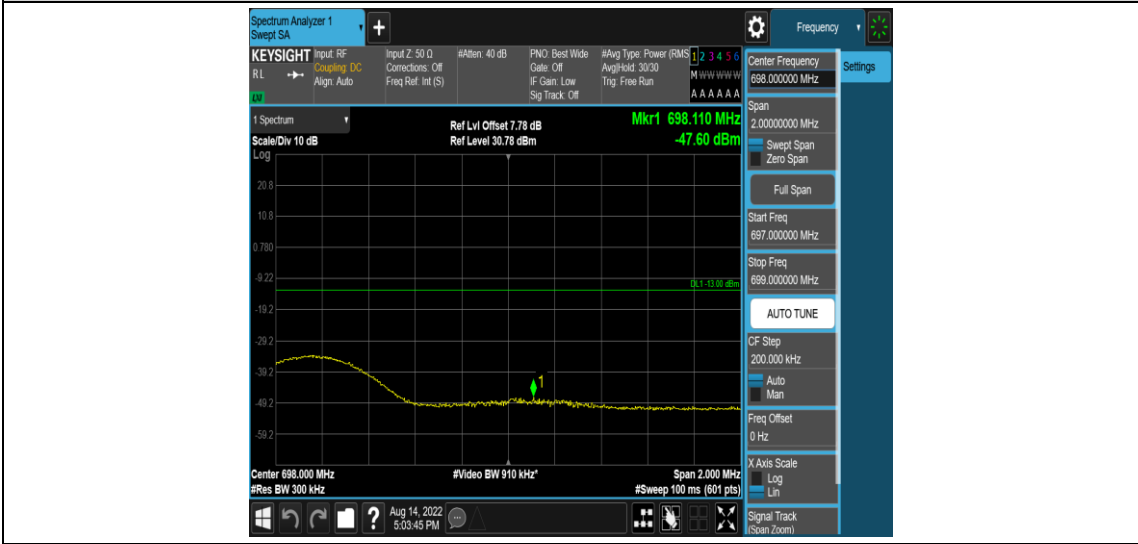 Spectrum Analyzer 1
Swept SA
+
Frequency
KEYSIGHT
RL
LNI
Input: RF
Coupling: DC
Align: Auto
Input Z: 50 Ω
Corrections: Off
Freq Ref: Int (S)
#Atten: 40 dB
PNO: Best Wide
Gate: Off
IF Gain: Low
Sig Track: Off
#Avg Type: Power (RMS
Avg|Hold: 30/30
Trig: Free Run
1 2 3 4 5 6
M W W W W W
A A A A A A
1 Spectrum
Scale/Div 10 dB
Log
Ref Lvl Offset 7.78 dB
Ref Level 30.78 dBm
Mkr1 698.110 MHz
-47.60 dBm
20.8
10.8
0.780
-9.22
DL1 -13.00 dBm
-19.2
-29.2
-39.2
1
-49.2
-59.2
Center 698.000 MHz
#Video BW 910 kHz*
Span 2.000 MHz
#Res BW 300 kHz
#Sweep 100 ms (601 pts)
?
Aug 14, 2022
5:03:45 PM
Center Frequency
698.000000 MHz
Settings
Span
2.00000000 MHz
Swept Span
Zero Span
Full Span
Start Freq
697.000000 MHz
Stop Freq
699.000000 MHz
AUTO TUNE
CF Step
200.000 kHz
Auto
Man
Freq Offset
0 Hz
X Axis Scale
Log
Lin
Signal Track
(Span Zoom)